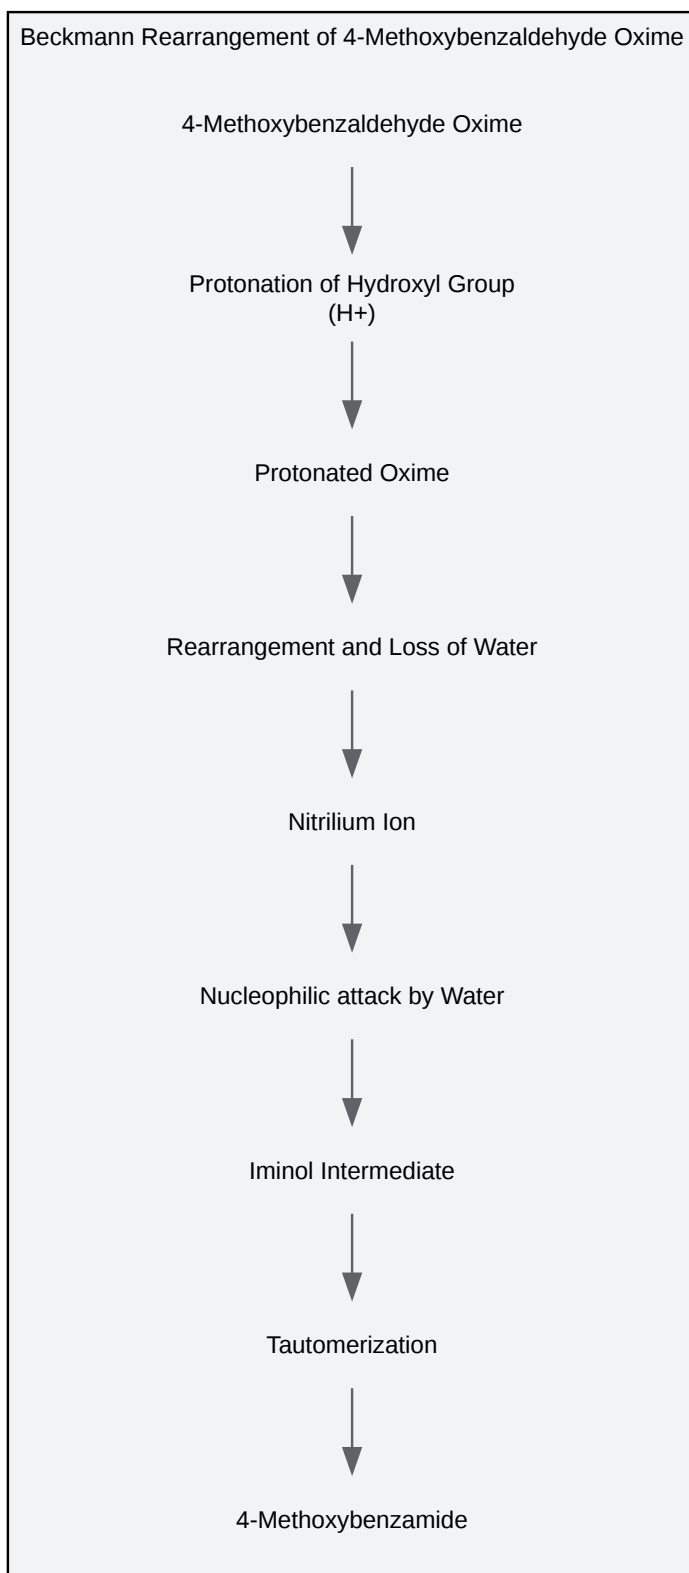 Beckmann Rearrangement of 4-Methoxybenzaldehyde Oxime
4-Methoxybenzaldehyde Oxime
Protonation of Hydroxyl Group
(H+)
Protonated Oxime
Rearrangement and Loss of Water
Nitrilium Ion
Nucleophilic attack by Water
Iminol Intermediate
Tautomerization
4-Methoxybenzamide